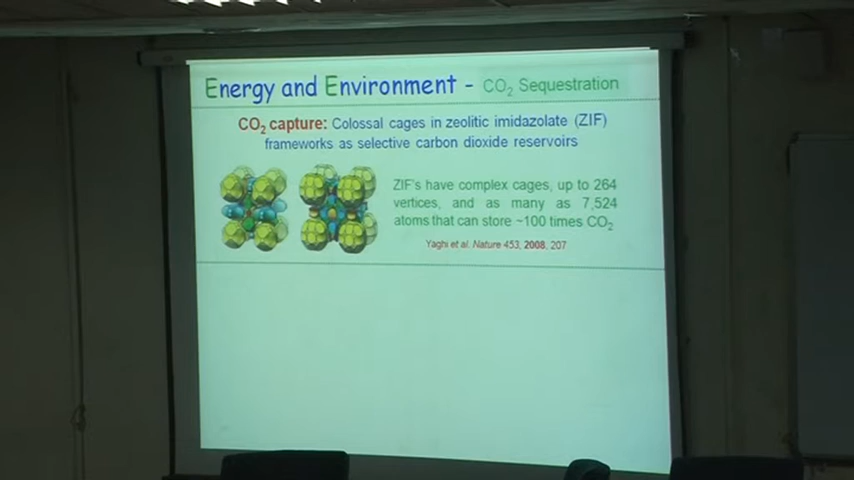 Energy and Environment - CO₂ Sequestration
CO₂ capture: Colossal cages in zeolitic imidazolate (ZIF)
frameworks as selective carbon dioxide reservoirs
ZIF's have complex cages, up to 264
vertices, and as many as 7,524
atoms that can store ~100 times CO₂
Yaghi et al. Nature 453, 2008, 207